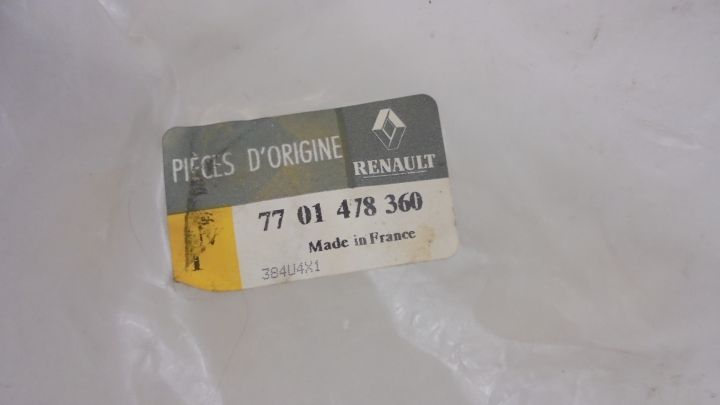 PIÈCES D'ORIGINE
RENAULT
77 01 478 360
Made in France
384U4X1